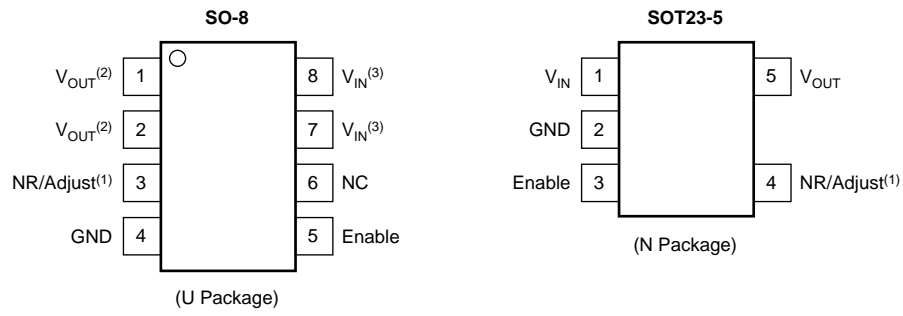 SO-8
V_OUT(2) 1 8 V_IN(3)
V_OUT(2) 2 7 V_IN(3)
NR/Adjust(1) 3 6 NC
GND 4 5 Enable
(U Package)
SOT23-5
V_IN 1 5 V_OUT
GND 2
Enable 3 4 NR/Adjust(1)
(N Package)